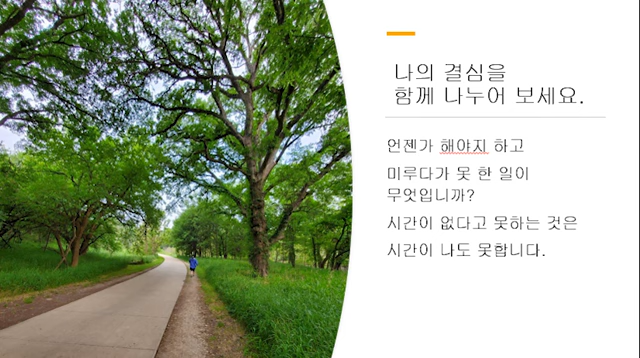 나의 결심을
함께 나누어 보세요.
언젠가 해야지 하고
미루다가 못 한 일이
무엇입니까?
시간이 없다고 못하는 것은
시간이 나도 못합니다.